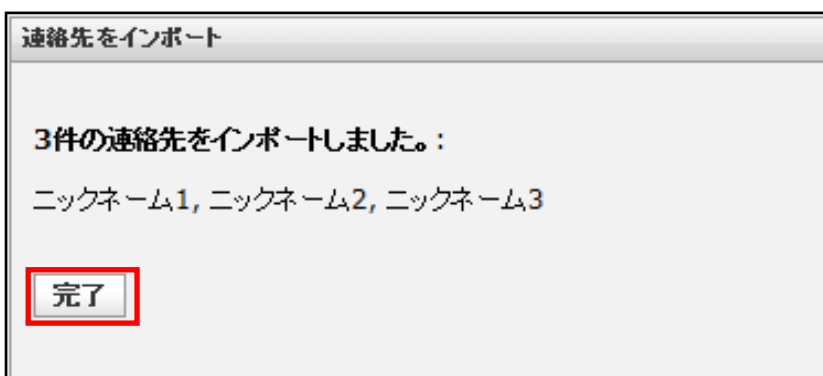 連絡先をインポート
3件の連絡先をインポートしました。:
ニックネーム1, ニックネーム2, ニックネーム3
完了